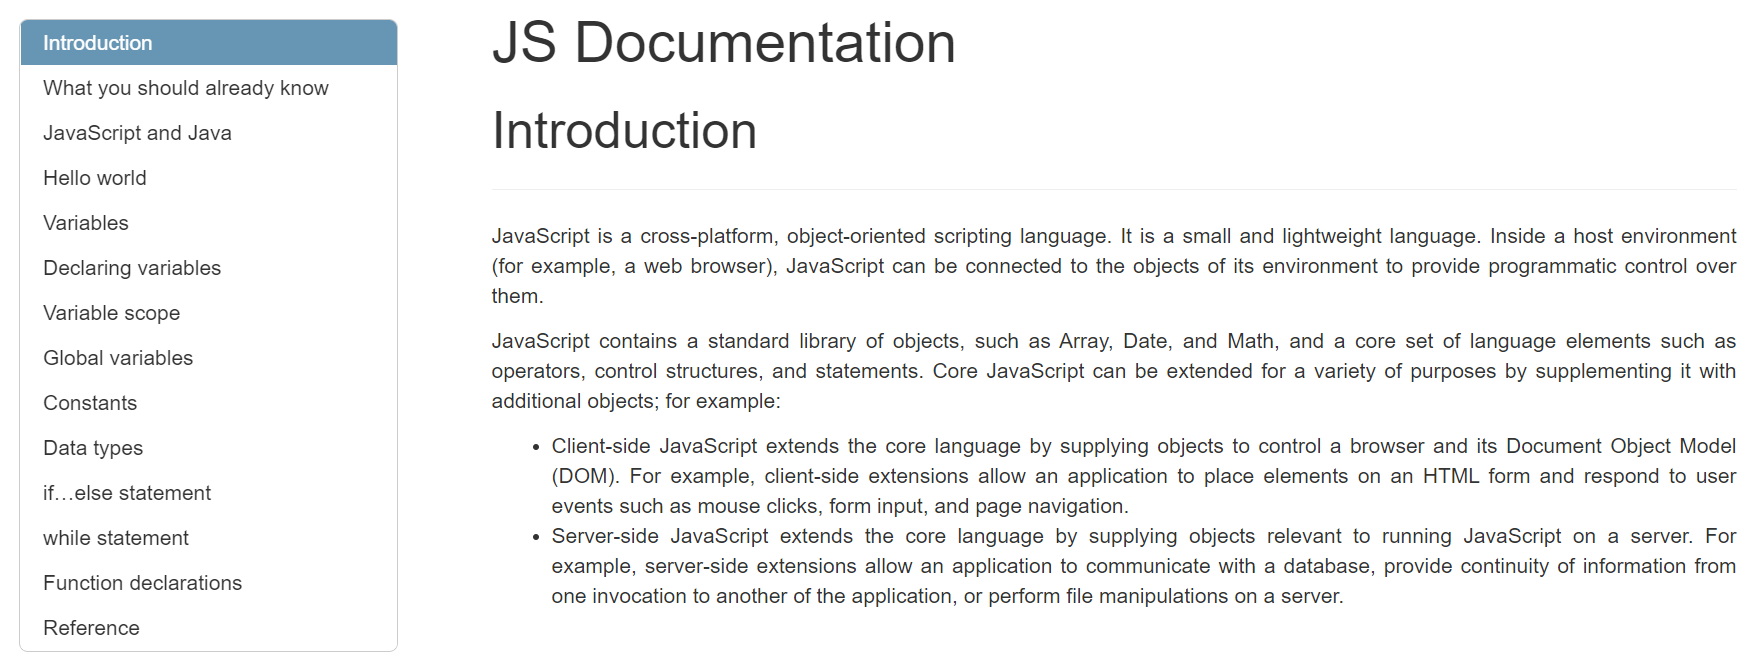 Introduction
What you should already know
JavaScript and Java
Hello world
Variables
Declaring variables
Variable scope
Global variables
Constants
Data types
if…else statement
while statement
Function declarations
Reference
JS Documentation
Introduction
JavaScript is a cross-platform, object-oriented scripting language. It is a small and lightweight language. Inside a host environment
(for example, a web browser), JavaScript can be connected to the objects of its environment to provide programmatic control over
them.
JavaScript contains a standard library of objects, such as Array, Date, and Math, and a core set of language elements such as
operators, control structures, and statements. Core JavaScript can be extended for a variety of purposes by supplementing it with
additional objects; for example:
• Client-side JavaScript extends the core language by supplying objects to control a browser and its Document Object Model
(DOM). For example, client-side extensions allow an application to place elements on an HTML form and respond to user
events such as mouse clicks, form input, and page navigation.
• Server-side JavaScript extends the core language by supplying objects relevant to running JavaScript on a server. For
example, server-side extensions allow an application to communicate with a database, provide continuity of information from
one invocation to another of the application, or perform file manipulations on a server.